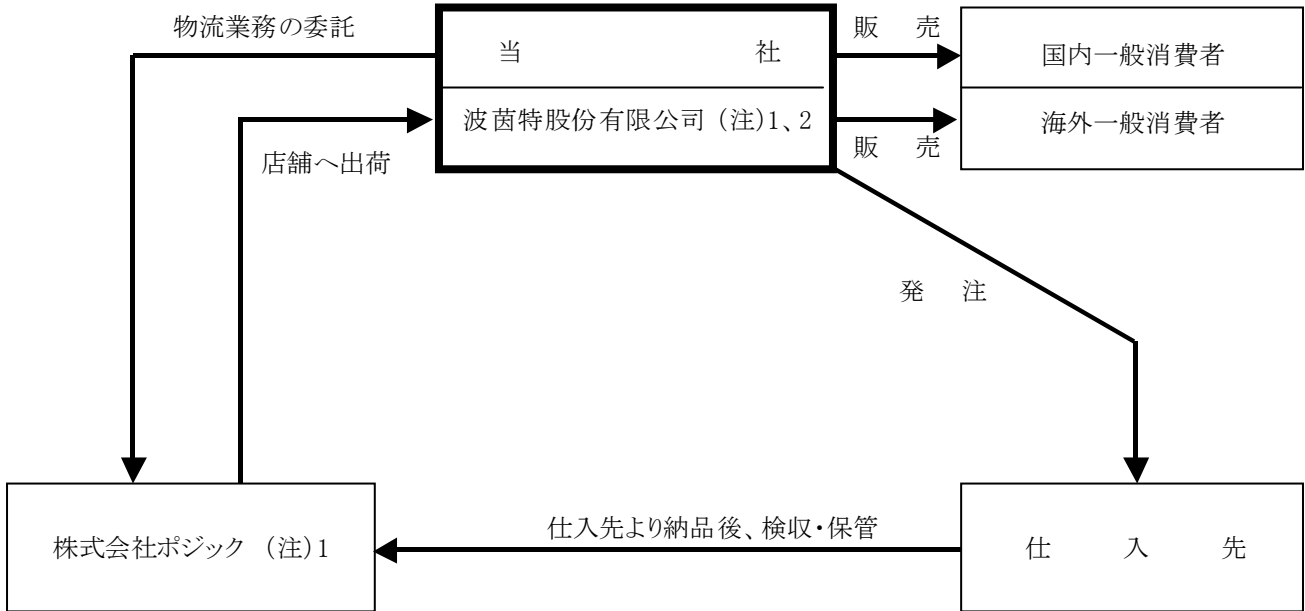 物流業務の委託
当 社
販 売
国内一般消費者
波茵特股份有限公司 (注)1、2
海外一般消費者
販 売
店舗へ出荷
発 注
仕入先より納品後、検収・保管
株式会社ポジック (注)1
仕 入 先